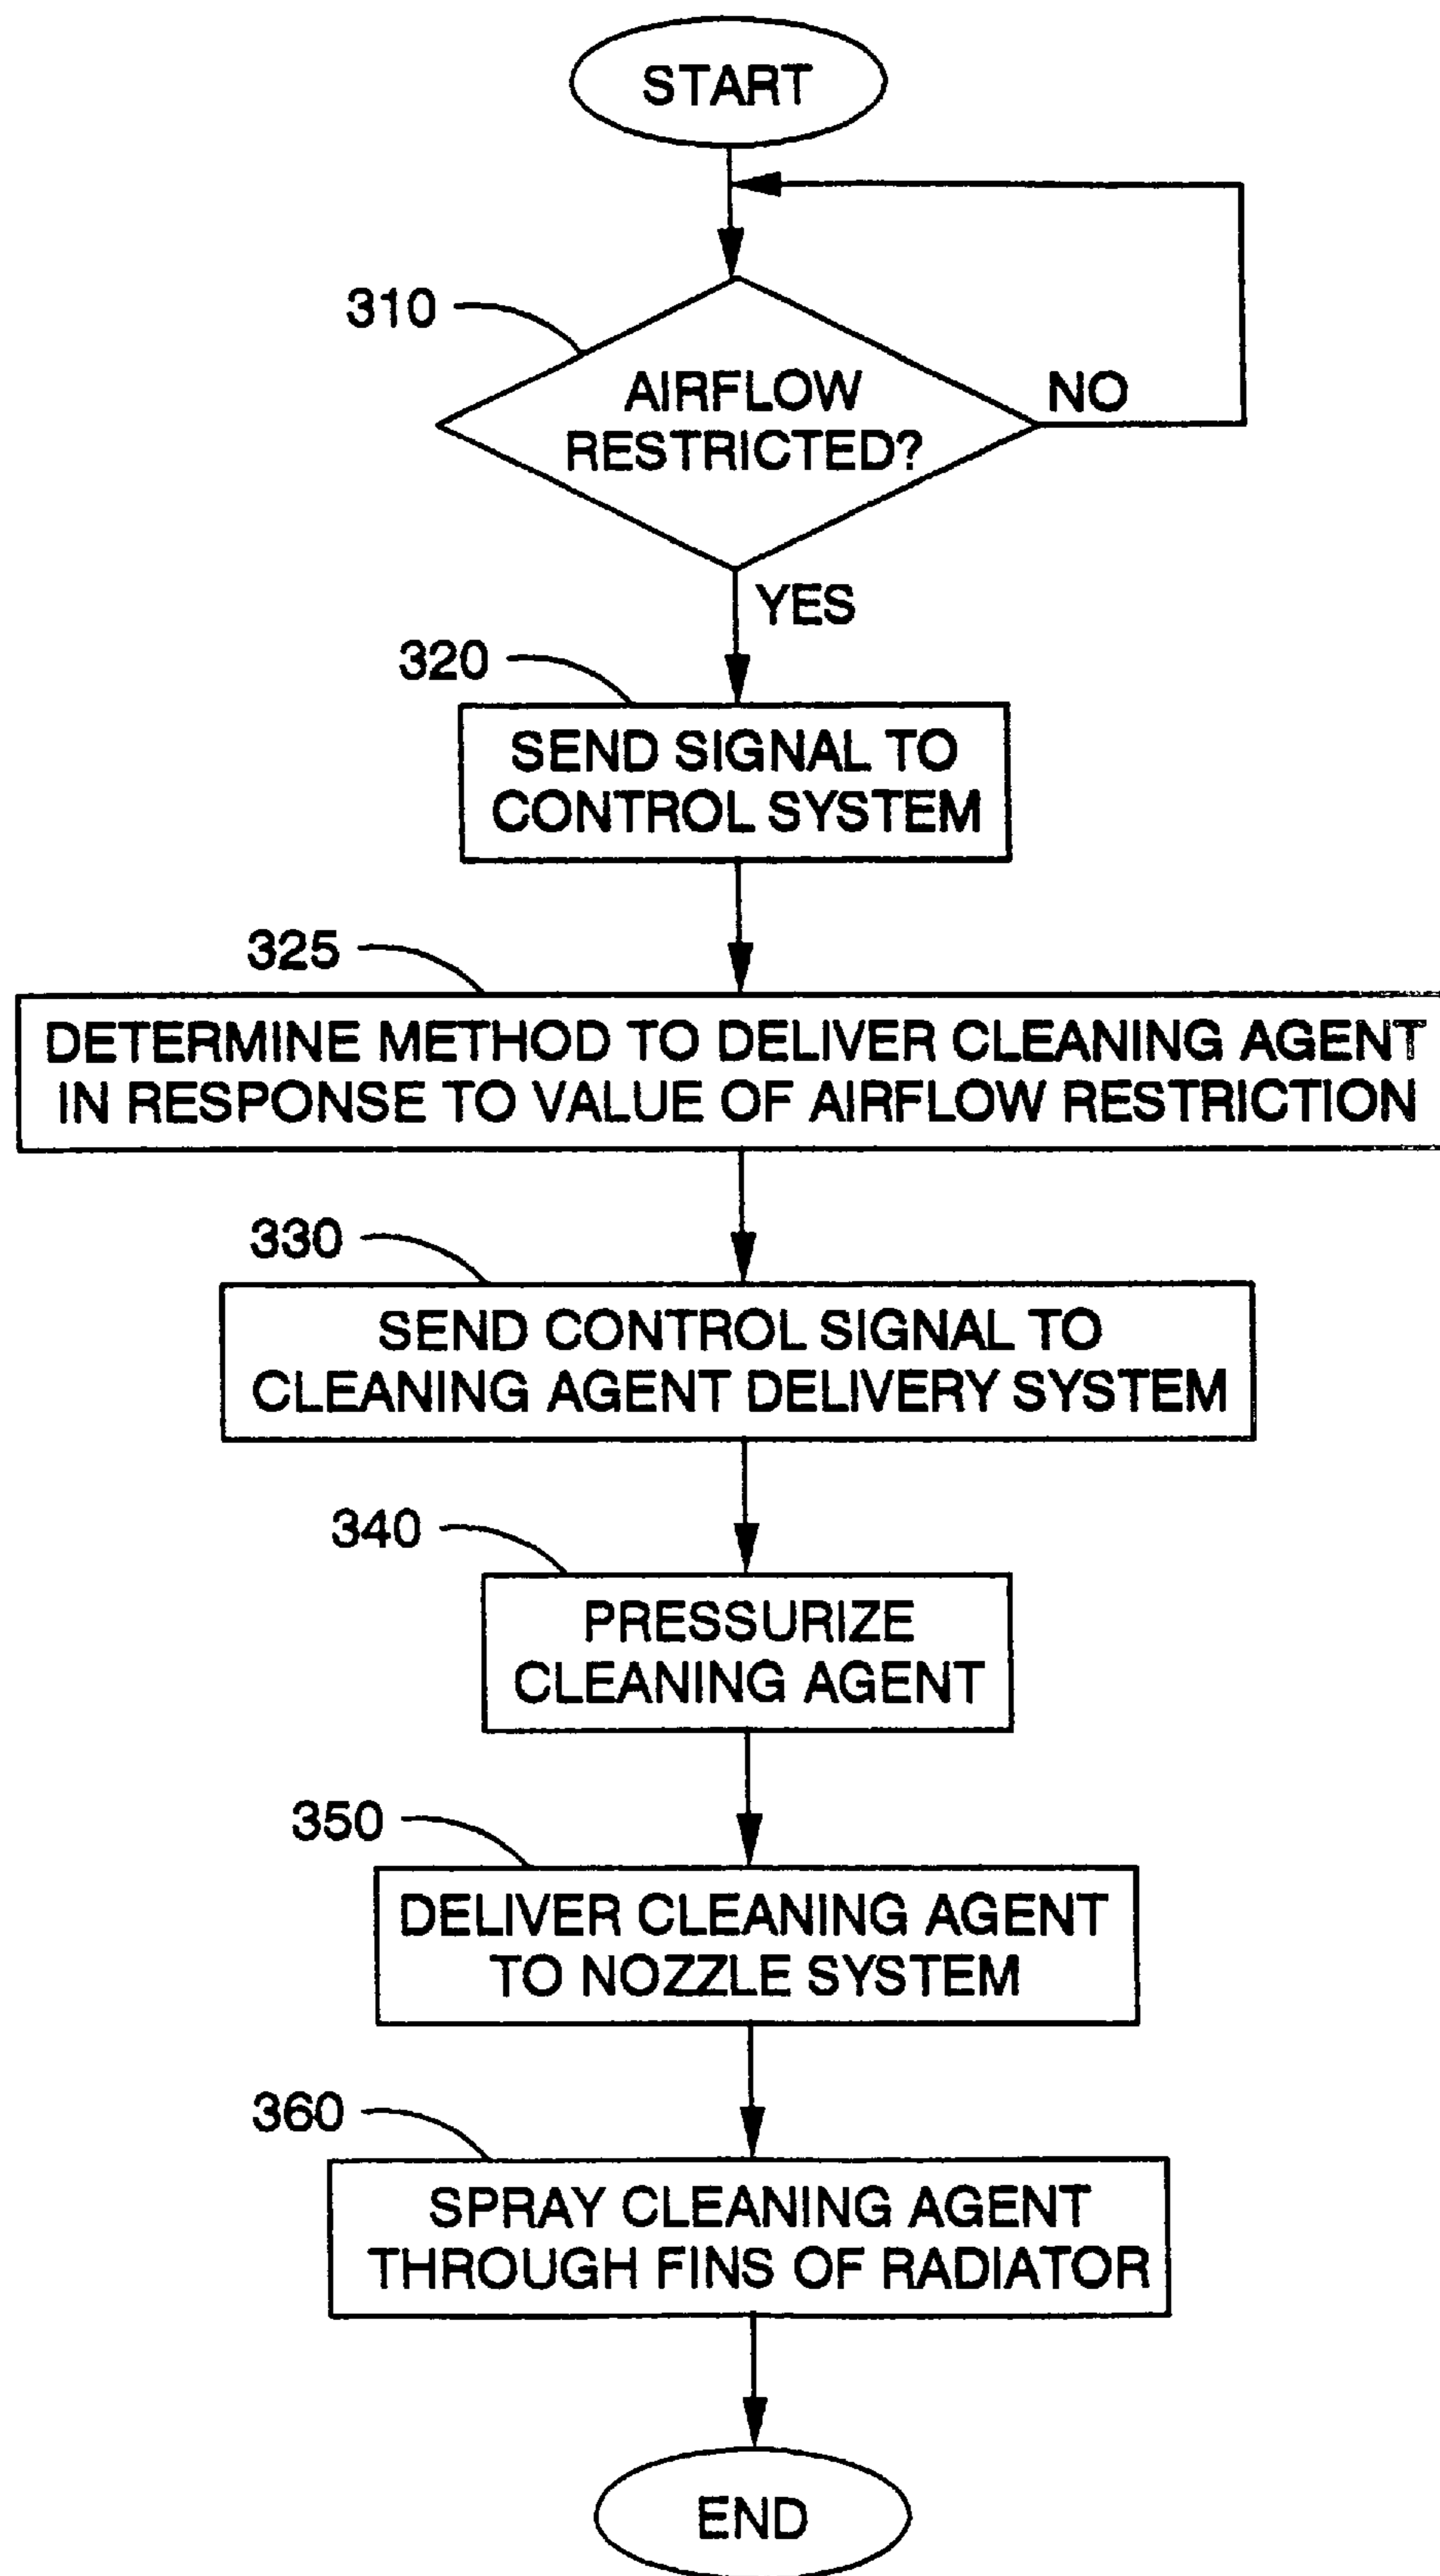 START
310
AIRFLOW
RESTRICTED?
NO
YES
320
SEND SIGNAL TO
CONTROL SYSTEM
325
DETERMINE METHOD TO DELIVER CLEANING AGENT
IN RESPONSE TO VALUE OF AIRFLOW RESTRICTION
330
SEND CONTROL SIGNAL TO
CLEANING AGENT DELIVERY SYSTEM
340
PRESSURIZE
CLEANING AGENT
350
DELIVER CLEANING AGENT
TO NOZZLE SYSTEM
360
SPRAY CLEANING AGENT
THROUGH FINS OF RADIATOR
END